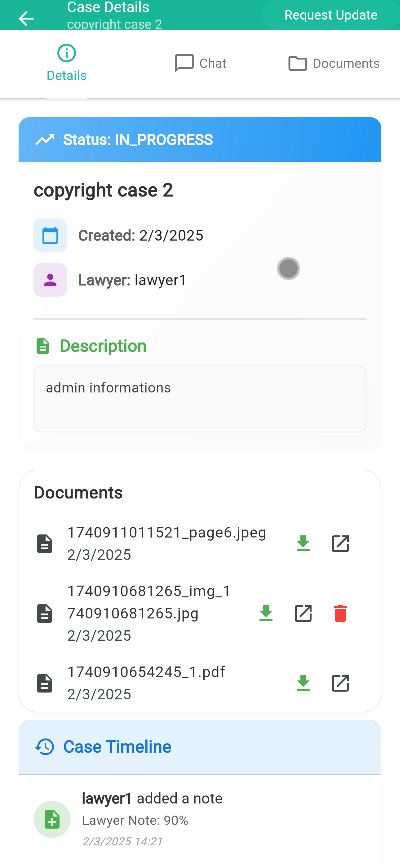 Case Details
copyright case 2
Request Update
Details
Chat
Documents
Status: IN_PROGRESS
copyright case 2
Created: 2/3/2025
Lawyer: lawyer1
Description
admin informations
Documents
1740911011521_page6.jpeg
2/3/2025
1740910681265_img_1
740910681265.jpg
2/3/2025
1740910654245_1.pdf
2/3/2025
Case Timeline
lawyer1 added a note
Lawyer Note: 90%
2/3/2025 14:21